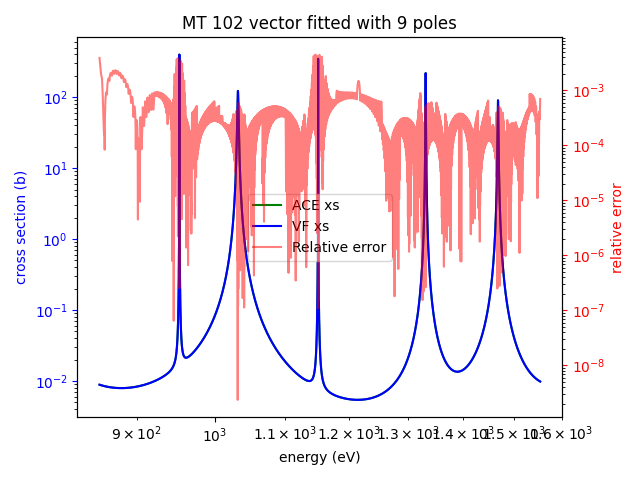 MT 102 vector fitted with 9 poles
cross section (b)
10²
10¹
10⁰
10⁻¹
10⁻²
ACE xs
VF xs
Relative error
10⁻³
10⁻⁴
10⁻⁵
10⁻⁶
10⁻⁷
10⁻⁸
relative error
9 × 10² 10³ 1.1 × 10³ 1.2 × 10³ 1.3 × 10³ 1.4 × 10³ 1.5 × 10³ 1.6 × 10³
energy (eV)